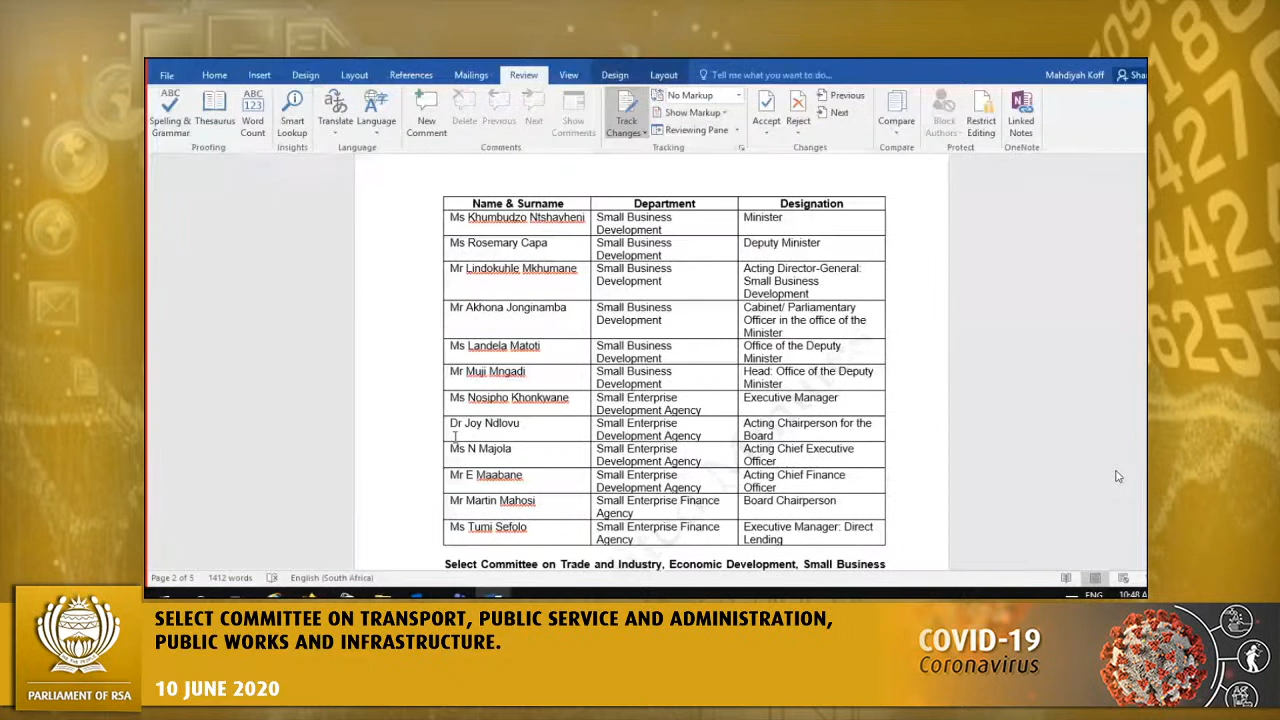 File Home Insert Design Layout References Mailings Review View Design Layout Tell me what you want to do... Mahdiyah Koff
Spelling & Grammar
Thesaurus
Word Count
Smart Lookup
Translate
Language
New Comment
Delete
Previous
Next
Show Comments
Track Changes
No Markup
Show Markup
Reviewing Pane
Accept
Reject
Previous
Next
Compare
Block Authors
Restrict Editing
Linked Notes
Proofing Insights Language Comments Tracking Changes Compare Protect OneNote
Name & Surname Department Designation
Ms Khumbudzo Ntshavheni Small Business Minister
Development
Ms Rosemary Capa Small Business Deputy Minister
Development
Mr Lindokuhle Mkhumane Small Business Acting Director-General:
Development Small Business
Development
Mr Akhona Jonginamba Small Business Cabinet/ Parliamentary
Development Officer in the office of the
Minister
Ms Landela Matoti Small Business Office of the Deputy
Development Minister
Mr Muji Mngadi Small Business Head: Office of the Deputy
Development Minister
Ms Nosipho Khonkwane Small Enterprise Executive Manager
Development Agency
Dr Joy Ndlovu Small Enterprise Acting Chairperson for the
Development Agency Board
Ms N Majola Small Enterprise Acting Chief Executive
Development Agency Officer
Mr E Maabane Small Enterprise Acting Chief Finance
Development Agency Officer
Mr Martin Mahosi Small Enterprise Finance Board Chairperson
Agency
Ms Tumi Sefolo Small Enterprise Finance Executive Manager: Direct
Agency Lending
Select Committee on Trade and Industry, Economic Development, Small Business
Page 2 of 5 1412 words English (South Africa)
ENG 10:48
SELECT COMMITTEE ON TRANSPORT, PUBLIC SERVICE AND ADMINISTRATION,
PUBLIC WORKS AND INFRASTRUCTURE.
10 JUNE 2020
PARLIAMENT OF RSA
COVID-19
Coronavirus